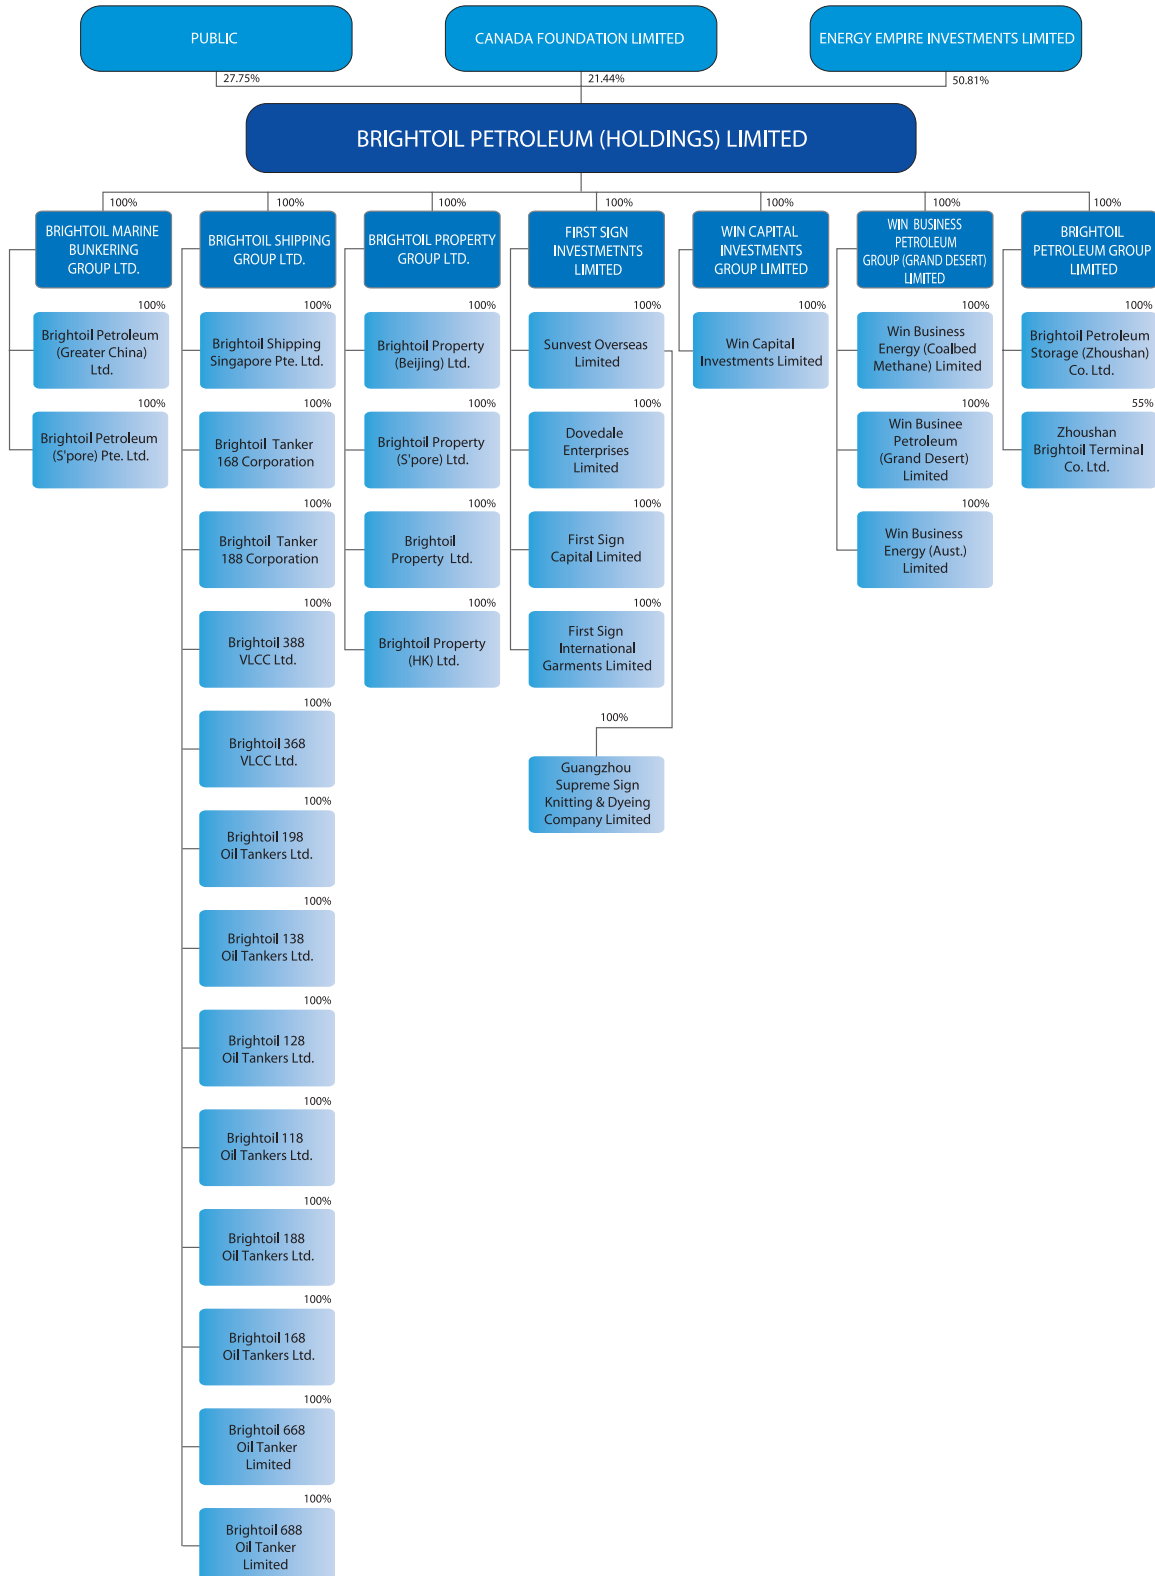 PUBLIC
CANADA FOUNDATION LIMITED
ENERGY EMPIRE INVESTMENTS LIMITED
27.75%
21.44%
50.81%
BRIGHTOIL PETROLEUM (HOLDINGS) LIMITED
100%
100%
100%
100%
100%
100%
100%
BRIGHTOIL MARINE
BUNKERING
GROUP LTD.
BRIGHTOIL SHIPPING
GROUP LTD.
BRIGHTOIL PROPERTY
GROUP LTD.
FIRST SIGN
INVESTMETNTS
LIMITED
WIN CAPITAL
INVESTMENTS
GROUP LIMITED
WIN BUSINESS
PETROLEUM
GROUP (GRAND DESERT)
LIMITED
BRIGHTOIL
PETROLEUM GROUP
LIMITED
100%
Brightoil Petroleum
(Greater China)
Ltd.
100%
Brightoil Petroleum
(S'pore) Pte. Ltd.
100%
Brightoil Shipping
Singapore Pte. Ltd.
100%
Brightoil Tanker
168 Corporation
100%
Brightoil Tanker
188 Corporation
100%
Brightoil 388
VLCC Ltd.
100%
Brightoil 368
VLCC Ltd.
100%
Brightoil 198
Oil Tankers Ltd.
100%
Brightoil 138
Oil Tankers Ltd.
100%
Brightoil 128
Oil Tankers Ltd.
100%
Brightoil 118
Oil Tankers Ltd.
100%
Brightoil 188
Oil Tankers Ltd.
100%
Brightoil 168
Oil Tankers Ltd.
100%
Brightoil 668
Oil Tanker
Limited
100%
Brightoil 688
Oil Tanker
Limited
100%
Brightoil Property
(Beijing) Ltd.
100%
Brightoil Property
(S'pore) Ltd.
100%
Brightoil
Property Ltd.
100%
Brightoil Property
(HK) Ltd.
100%
Sunvest Overseas
Limited
100%
Dovedale
Enterprises
Limited
100%
First Sign
Capital Limited
100%
First Sign
International
Garments Limited
100%
Guangzhou
Supreme Sign
Knitting & Dyeing
Company Limited
100%
Win Capital
Investments Limited
100%
Win Business
Energy (Coalbed
Methane) Limited
100%
Win Businee
Petroleum
(Grand Desert)
Limited
100%
Win Business
Energy (Aust.)
Limited
100%
Brightoil Petroleum
Storage (Zhoushan)
Co. Ltd.
55%
Zhoushan
Brightoil Terminal
Co. Ltd.